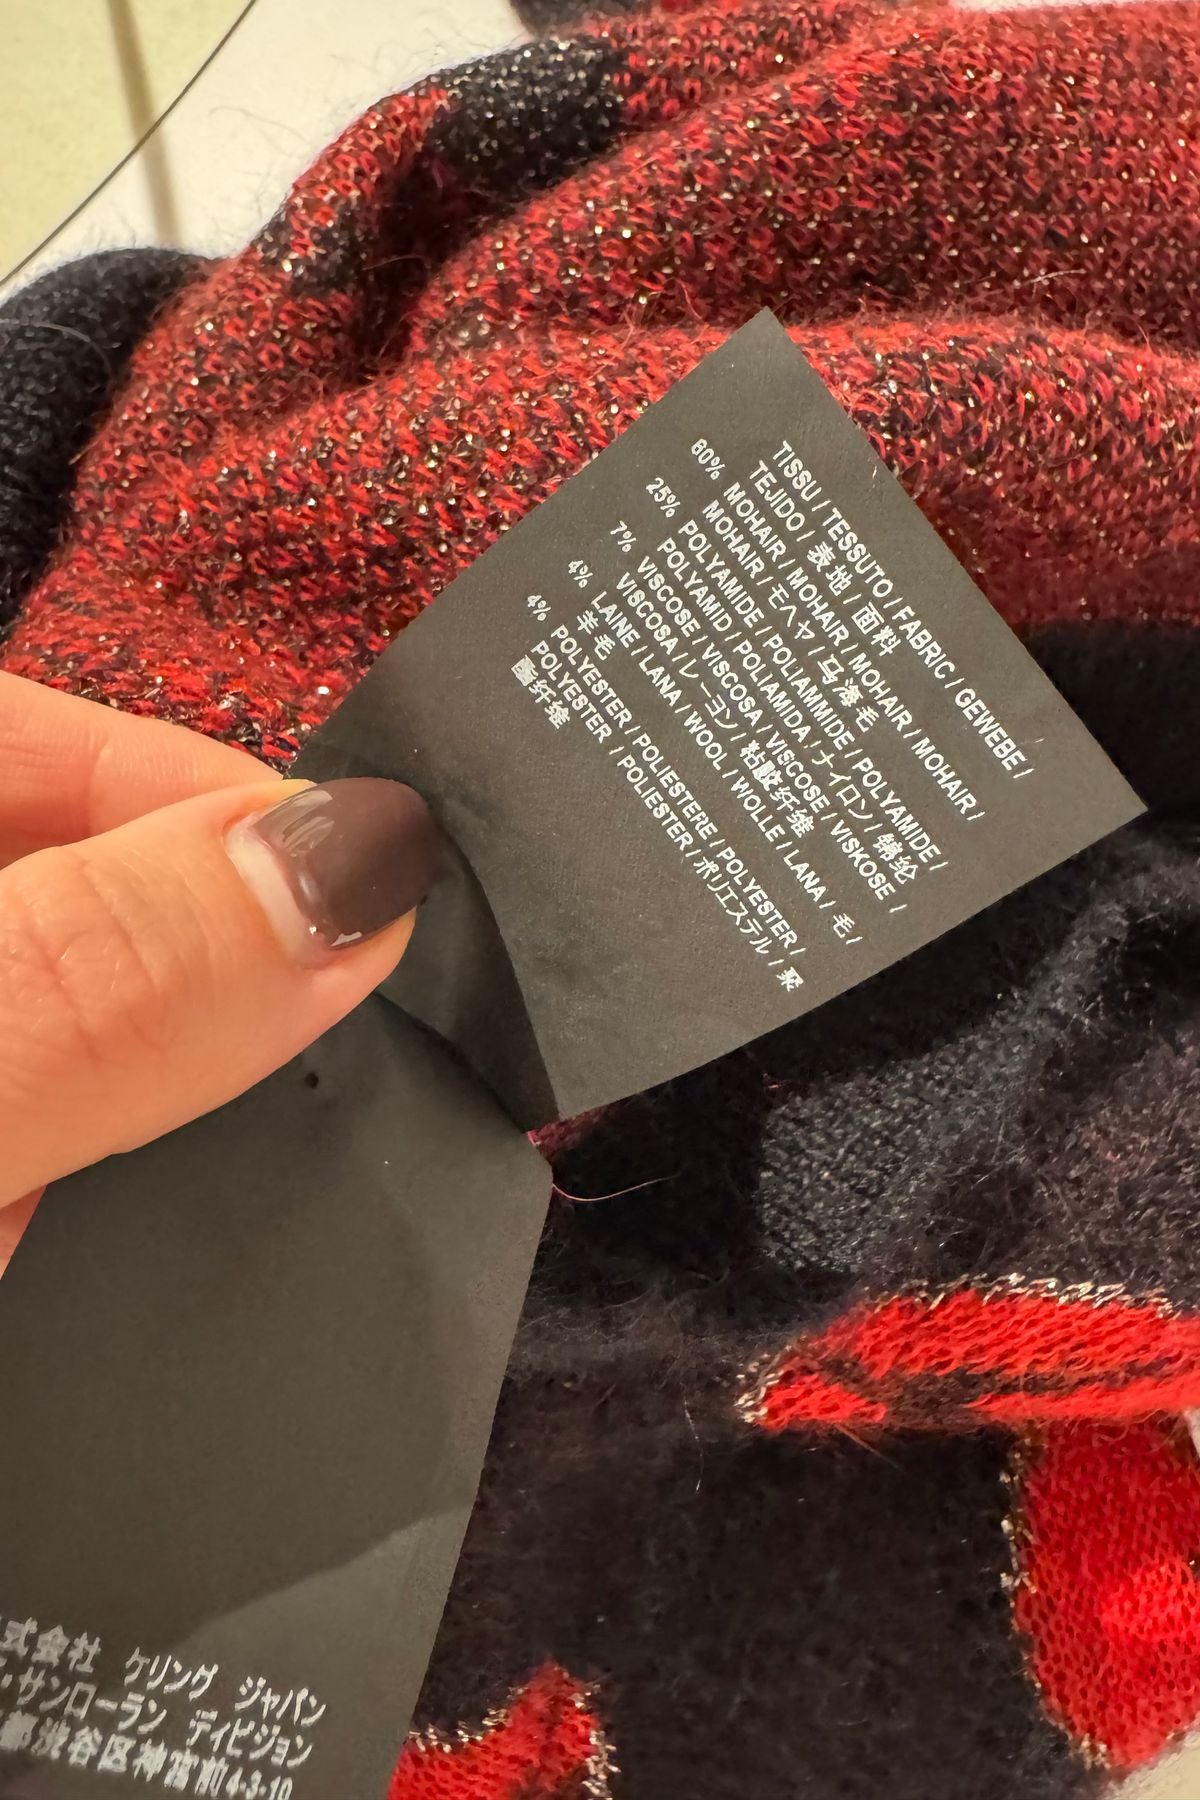 TISSU / TESSUTO / FABRIC / GEWEBE /
TEJIDO / 表地 / 面料
80% MOHAIR / MOHAIR / MOHAIR / MOHAIR /
MOHAIR / モヘヤ / 马海毛
25% POLYAMIDE / POLIAMMIDE / POLYAMIDE /
POLYAMID / POLIAMIDA / ナイロン / 锦纶
7% VISCOSE / VISCOSA / VISCOSE / VISKOSE /
VISCOSA / レーヨン / 粘胶纤维
4% LAINE / LANA / WOOL / WOLLE / LANA / 毛 /
羊毛
4% POLYESTER / POLIESTERE / POLYESTER /
POLYESTER / POLIESTER / ポリエステル / 聚
酯纤维
式会社 ケリング ジャパン
・サンローラン ディビジョン
都渋谷区神宮前4-3-10